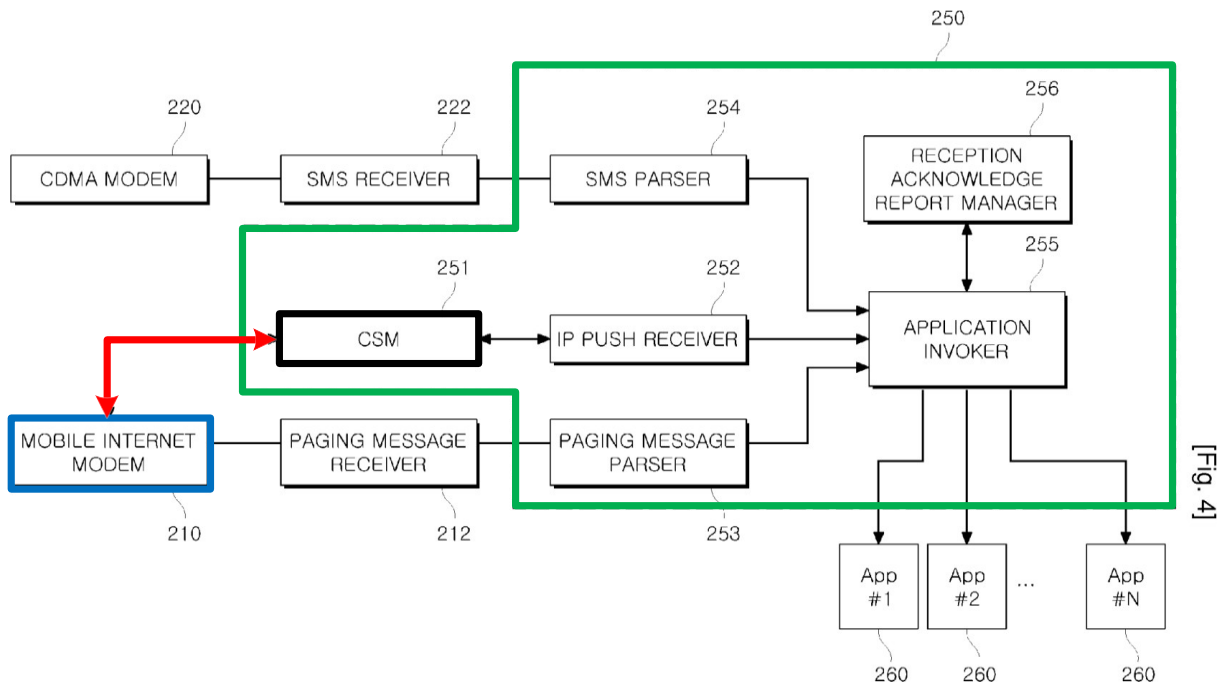 250
220
222
254
256
CDMA MODEM
SMS RECEIVER
SMS PARSER
RECEPTION
ACKNOWLEDGE
REPORT MANAGER
251
252
255
CSM
IP PUSH RECEIVER
APPLICATION
INVOKER
MOBILE INTERNET
MODEM
PAGING MESSAGE
RECEIVER
PAGING MESSAGE
PARSER
210
212
253
[Fig. 4]
App
#1
App
#2
...
App
#N
260
260
260